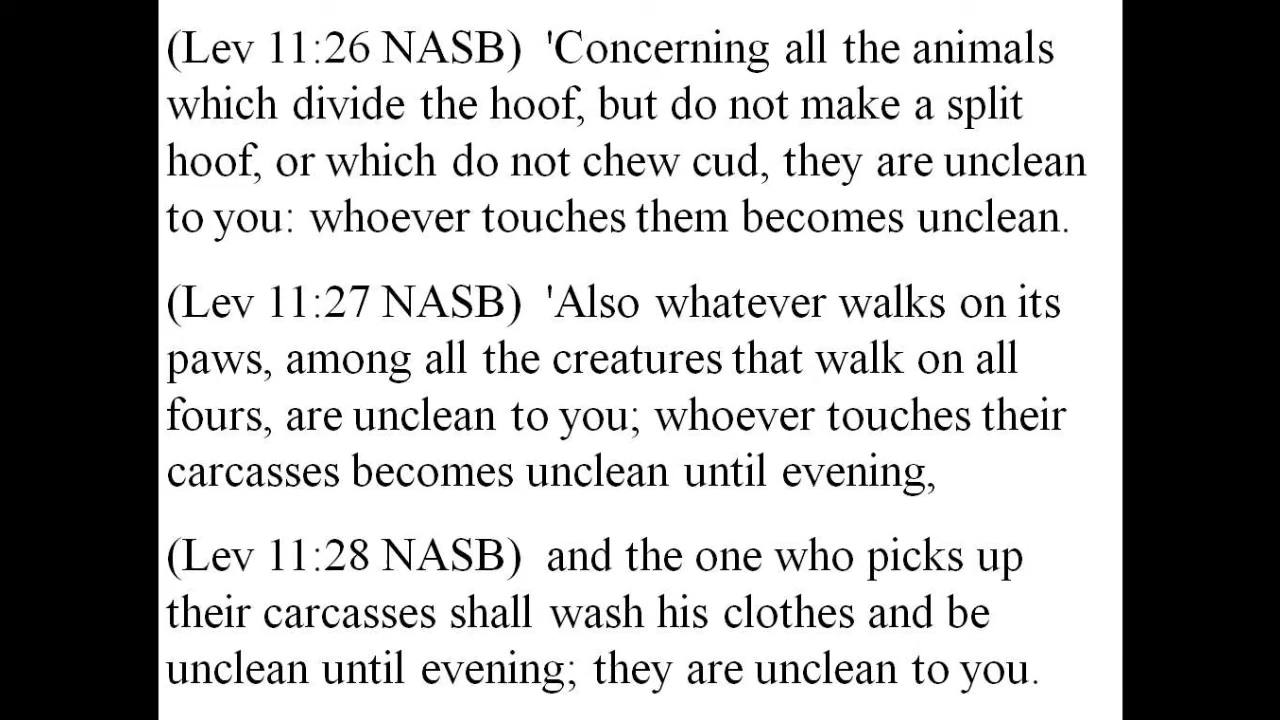 (Lev 11:26 NASB)  'Concerning all the animals
which divide the hoof, but do not make a split
hoof, or which do not chew cud, they are unclean
to you: whoever touches them becomes unclean.
(Lev 11:27 NASB)  'Also whatever walks on its
paws, among all the creatures that walk on all
fours, are unclean to you; whoever touches their
carcasses becomes unclean until evening,
(Lev 11:28 NASB)  and the one who picks up
their carcasses shall wash his clothes and be
unclean until evening; they are unclean to you.